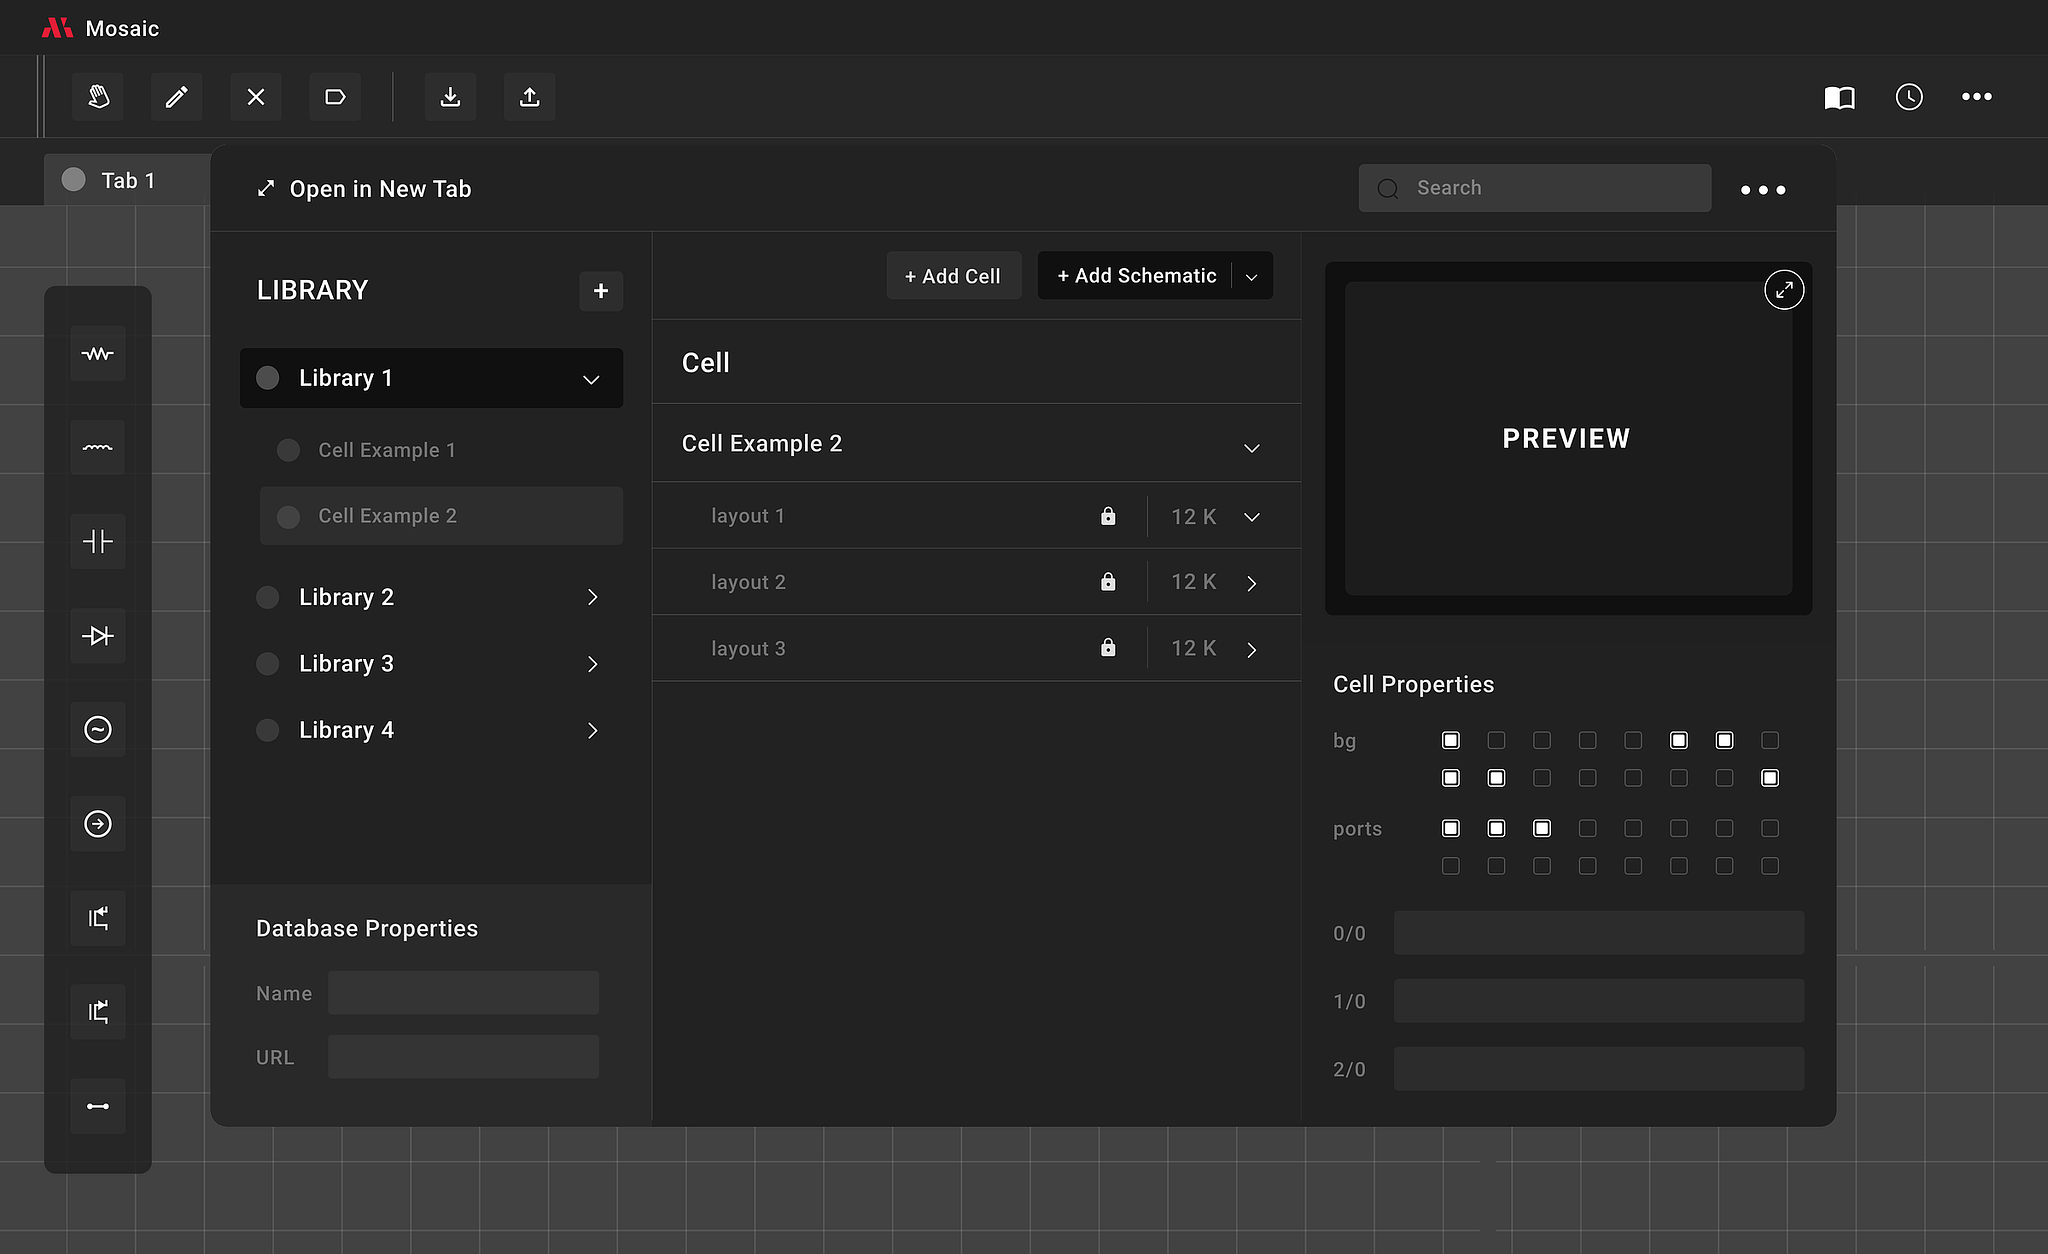 Mosaic
Tab 1
Open in New Tab
Search
LIBRARY
+
Library 1
Cell Example 1
Cell Example 2
Library 2
Library 3
Library 4
Database Properties
Name
URL
+ Add Cell
+ Add Schematic
Cell
Cell Example 2
layout 1 12 K
layout 2 12 K
layout 3 12 K
PREVIEW
Cell Properties
bg
ports
0/0
1/0
2/0